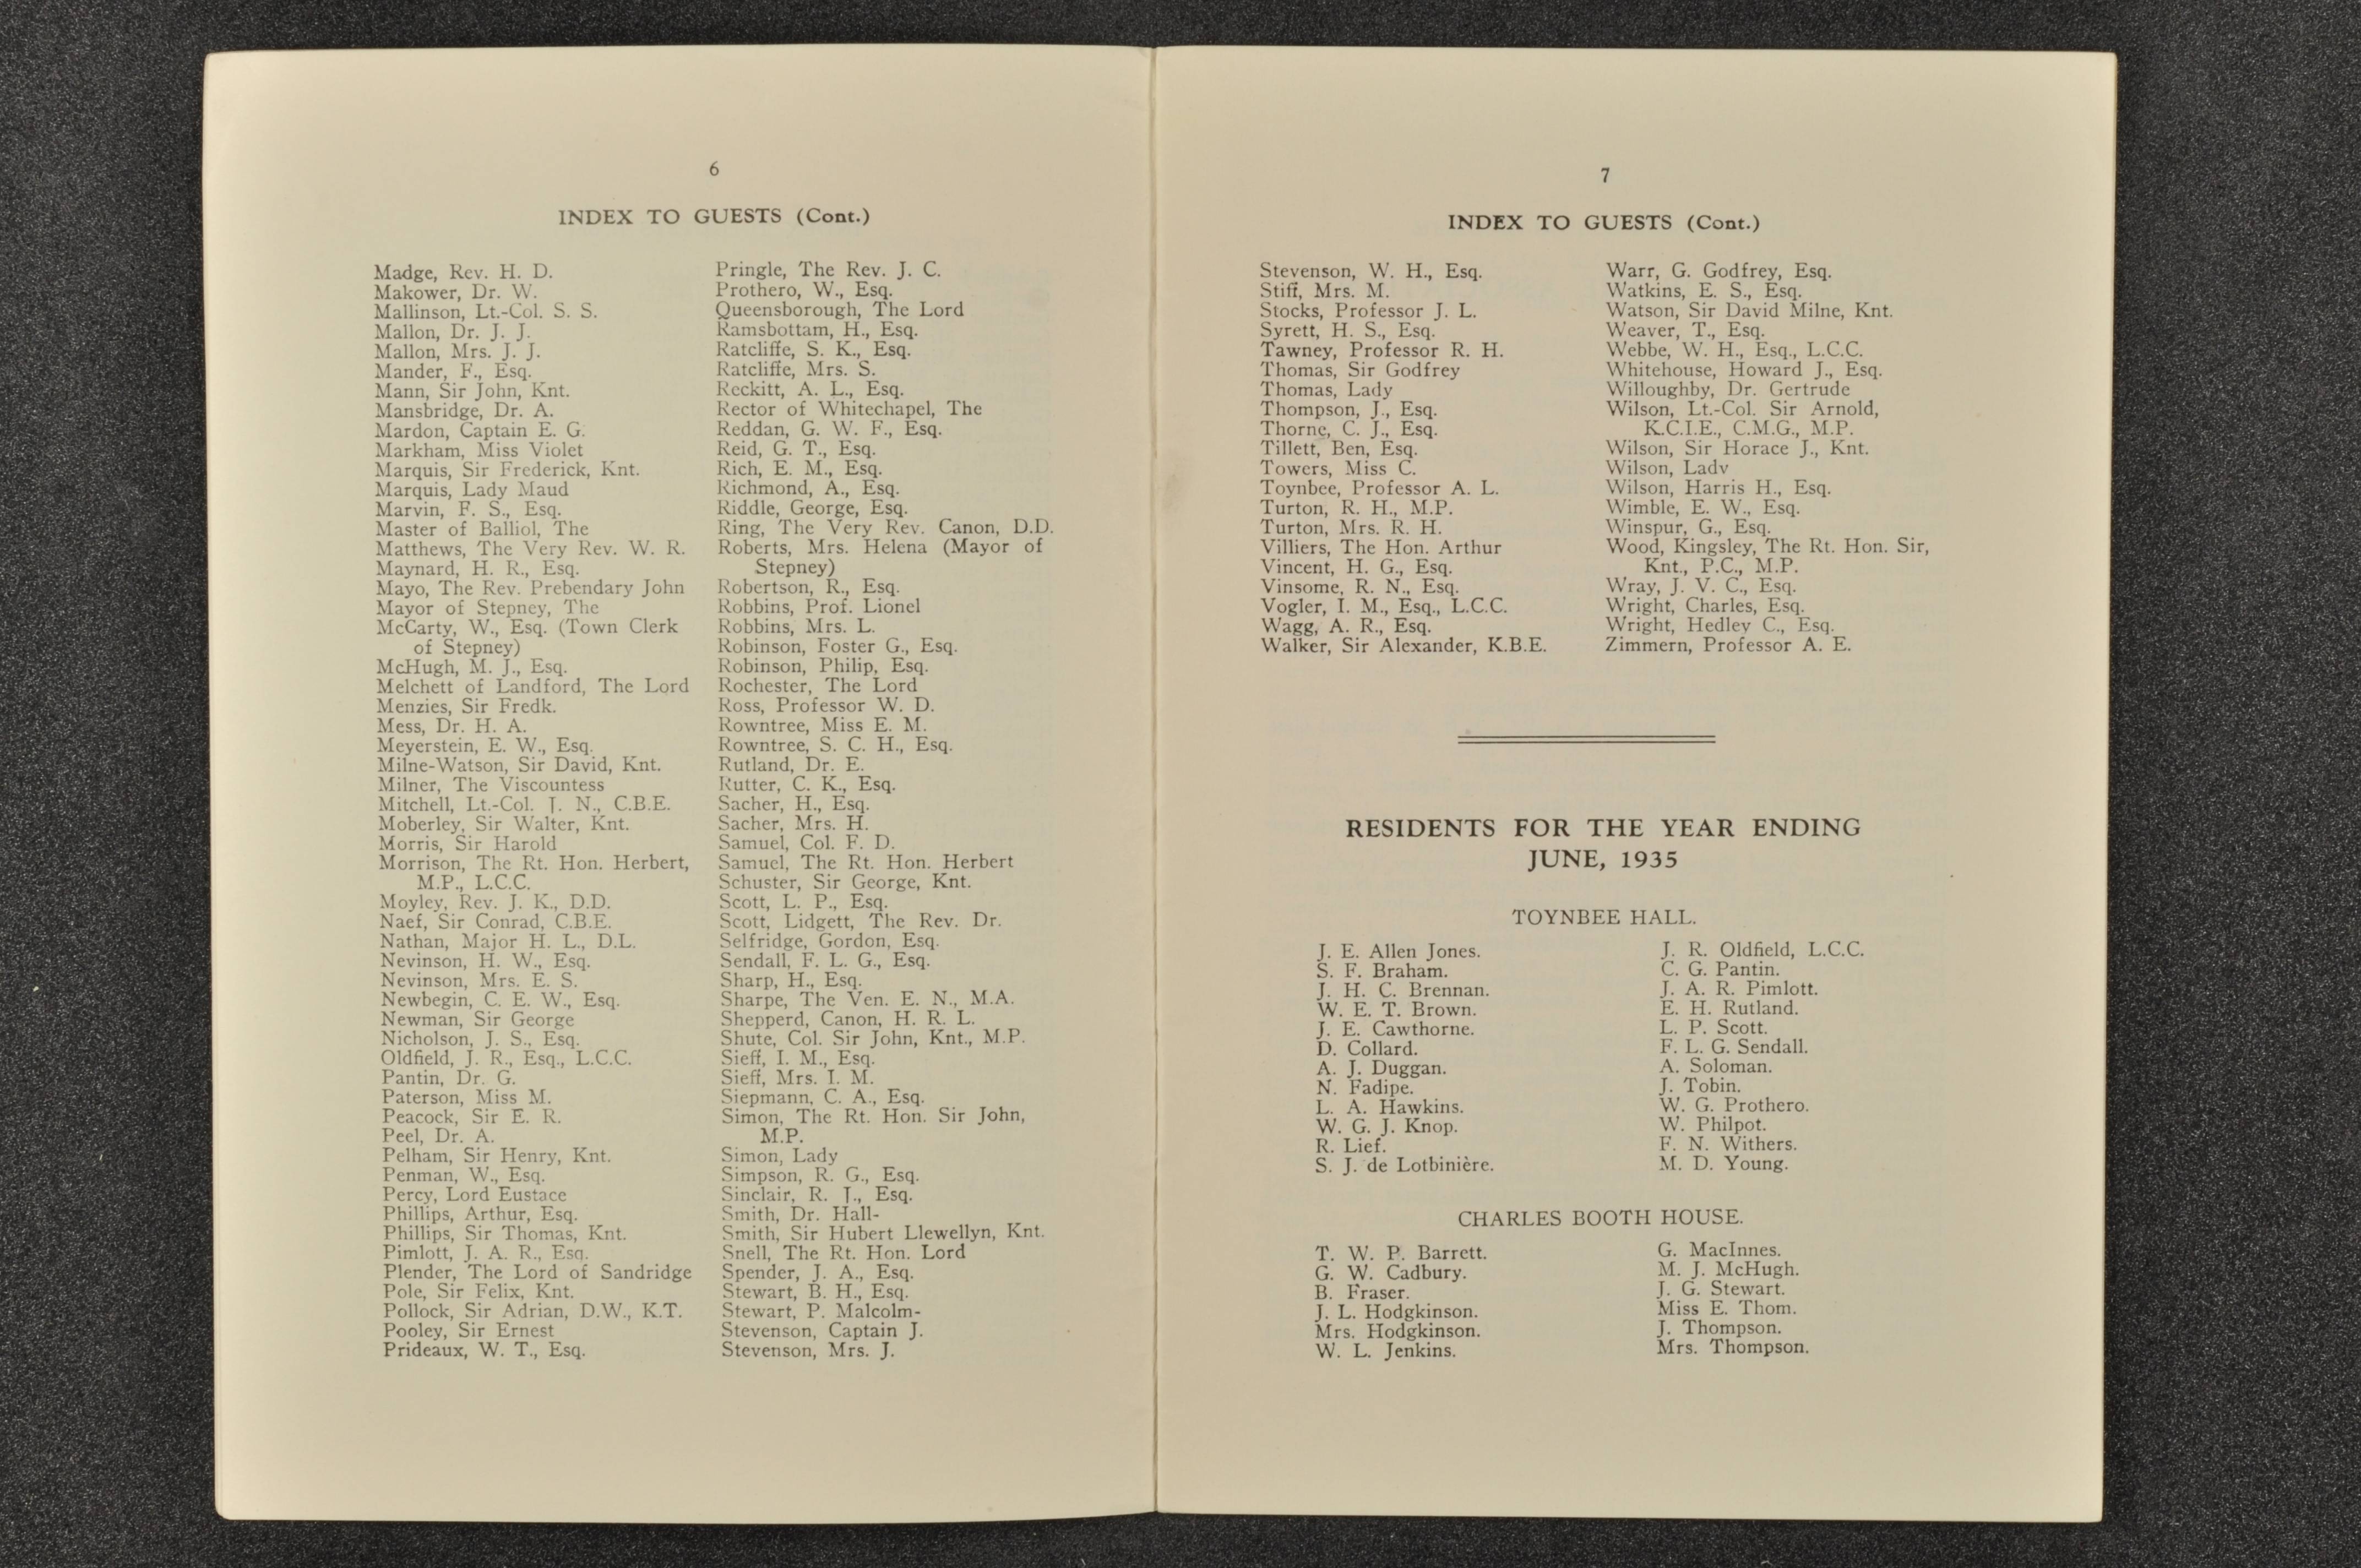 6
INDEX TO GUESTS (Cont.)
Madge, Rev. H. D.
Makower, Dr. W.
Mallinson, Lt.-Col. S. S.
Mallon, Dr. J. J.
Mallon, Mrs. J. J.
Mander, F., Esq.
Mann, Sir John, Knt.
Mansbridge, Dr. A.
Mardon, Captain E. G.
Markham, Miss Violet
Marquis, Sir Frederick, Knt.
Marquis, Lady Maud
Marvin, F. S., Esq.
Master of Balliol, The
Matthews, The Very Rev. W. R.
Maynard, H. R., Esq.
Mayo, The Rev. Prebendary John
Mayor of Stepney, The
McCarty, W., Esq. (Town Clerk
of Stepney)
McHugh, M. J., Esq.
Melchett of Landford, The Lord
Menzies, Sir Fredk.
Mess, Dr. H. A.
Meyerstein, E. W., Esq.
Milne-Watson, Sir David, Knt.
Milner, The Viscountess
Mitchell, Lt.-Col. J. N., C.B.E.
Moberley, Sir Walter, Knt.
Morris, Sir Harold
Morrison, The Rt. Hon. Herbert,
M.P., L.C.C.
Moyley, Rev. J. K., D.D.
Naef, Sir Conrad, C.B.E.
Nathan, Major H. L., D.L.
Nevinson, H. W., Esq.
Nevinson, Mrs. E. S.
Newbegin, C. E. W., Esq.
Newman, Sir George
Nicholson, J. S., Esq.
Oldfield, J. R., Esq., L.C.C.
Pantin, Dr. G.
Paterson, Miss M.
Peacock, Sir E. R.
Peel, Dr. A.
Pelham, Sir Henry, Knt.
Penman, W., Esq.
Percy, Lord Eustace
Phillips, Arthur, Esq.
Phillips, Sir Thomas, Knt.
Pimlott, J. A. R., Esq.
Plender, The Lord of Sandridge
Pole, Sir Felix, Knt.
Pollock, Sir Adrian, D.W., K.T.
Pooley, Sir Ernest
Prideaux, W. T., Esq.
Pringle, The Rev. J. C.
Prothero, W., Esq.
Queensborough, The Lord
Ramsbottam, H., Esq.
Ratcliffe, S. K., Esq.
Ratcliffe, Mrs. S.
Reckitt, A. L., Esq.
Rector of Whitechapel, The
Reddan, G. W. F., Esq.
Reid, G. T., Esq.
Rich, E. M., Esq.
Richmond, A., Esq.
Riddle, George, Esq.
Ring, The Very Rev. Canon, D.D.
Roberts, Mrs. Helena (Mayor of
Stepney)
Robertson, R., Esq.
Robbins, Prof. Lionel
Robbins, Mrs. L.
Robinson, Foster G., Esq.
Robinson, Philip, Esq.
Rochester, The Lord
Ross, Professor W. D.
Rowntree, Miss E. M.
Rowntree, S. C. H., Esq.
Rutland, Dr. E.
Rutter, C. K., Esq.
Sacher, H., Esq.
Sacher, Mrs. H.
Samuel, Col. F. D.
Samuel, The Rt. Hon. Herbert
Schuster, Sir George, Knt.
Scott, L. P., Esq.
Scott, Lidgett, The Rev. Dr.
Selfridge, Gordon, Esq.
Sendall, F. L. G., Esq.
Sharp, H., Esq.
Sharpe, The Ven. E. N., M.A.
Shepperd, Canon, H. R. L.
Shute, Col. Sir John, Knt., M.P.
Sieff, I. M., Esq.
Sieff, Mrs. I. M.
Siepmann, C. A., Esq.
Simon, The Rt. Hon. Sir John,
M.P.
Simon, Lady
Simpson, R. G., Esq.
Sinclair, R. J., Esq.
Smith, Dr. Hall-
Smith, Sir Hubert Llewellyn, Knt.
Snell, The Rt. Hon. Lord
Spender, J. A., Esq.
Stewart, B. H., Esq.
Stewart, P. Malcolm-
Stevenson, Captain J.
Stevenson, Mrs. J.
7
INDEX TO GUESTS (Cont.)
Stevenson, W. H., Esq.
Stiff, Mrs. M.
Stocks, Professor J. L.
Syrett, H. S., Esq.
Tawney, Professor R. H.
Thomas, Sir Godfrey
Thomas, Lady
Thompson, J., Esq.
Thorne, C. J., Esq.
Tillett, Ben, Esq.
Towers, Miss C.
Toynbee, Professor A. L.
Turton, R. H., M.P.
Turton, Mrs. R. H.
Villiers, The Hon. Arthur
Vincent, H. G., Esq.
Vinsome, R. N., Esq.
Vogler, I. M., Esq., L.C.C.
Wagg, A. R., Esq.
Walker, Sir Alexander, K.B.E.
Warr, G. Godfrey, Esq.
Watkins, E. S., Esq.
Watson, Sir David Milne, Knt.
Weaver, T., Esq.
Webbe, W. H., Esq., L.C.C.
Whitehouse, Howard J., Esq.
Willoughby, Dr. Gertrude
Wilson, Lt.-Col. Sir Arnold,
K.C.I.E., C.M.G., M.P.
Wilson, Sir Horace J., Knt.
Wilson, Lady
Wilson, Harris H., Esq.
Wimble, E. W., Esq.
Winspur, G., Esq.
Wood, Kingsley, The Rt. Hon. Sir,
Knt., P.C., M.P.
Wray, J. V. C., Esq.
Wright, Charles, Esq.
Wright, Hedley C., Esq.
Zimmern, Professor A. E.
RESIDENTS FOR THE YEAR ENDING
JUNE, 1935
TOYNBEE HALL.
J. E. Allen Jones.
S. F. Braham.
J. H. C. Brennan.
W. E. T. Brown.
J. E. Cawthorne.
D. Collard.
A. J. Duggan.
N. Fadipe.
L. A. Hawkins.
W. G. J. Knop.
R. Lief.
S. J. de Lotbinière.
J. R. Oldfield, L.C.C.
C. G. Pantin.
J. A. R. Pimlott.
E. H. Rutland.
L. P. Scott.
F. L. G. Sendall.
A. Soloman.
J. Tobin.
W. G. Prothero.
W. Philpot.
F. N. Withers.
M. D. Young.
CHARLES BOOTH HOUSE.
T. W. P. Barrett.
G. W. Cadbury.
B. Fraser.
J. L. Hodgkinson.
Mrs. Hodgkinson.
W. L. Jenkins.
G. MacInnes.
M. J. McHugh.
J. G. Stewart.
Miss E. Thom.
J. Thompson.
Mrs. Thompson.